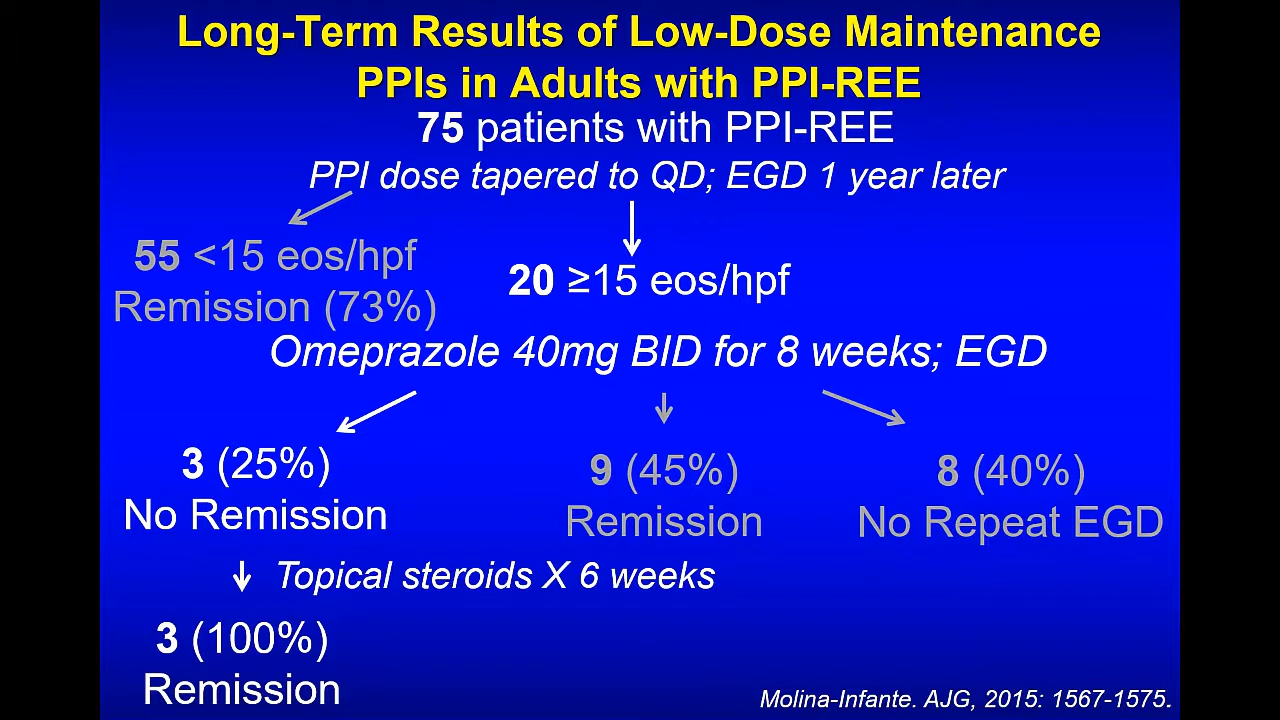 Long-Term Results of Low-Dose Maintenance
PPIs in Adults with PPI-REE
75 patients with PPI-REE
PPI dose tapered to QD; EGD 1 year later
55 <15 eos/hpf
Remission (73%)
20 ≥15 eos/hpf
Omeprazole 40mg BID for 8 weeks; EGD
3 (25%)
No Remission
9 (45%)
Remission
8 (40%)
No Repeat EGD
Topical steroids X 6 weeks
3 (100%)
Remission
Molina-Infante. AJG, 2015: 1567-1575.